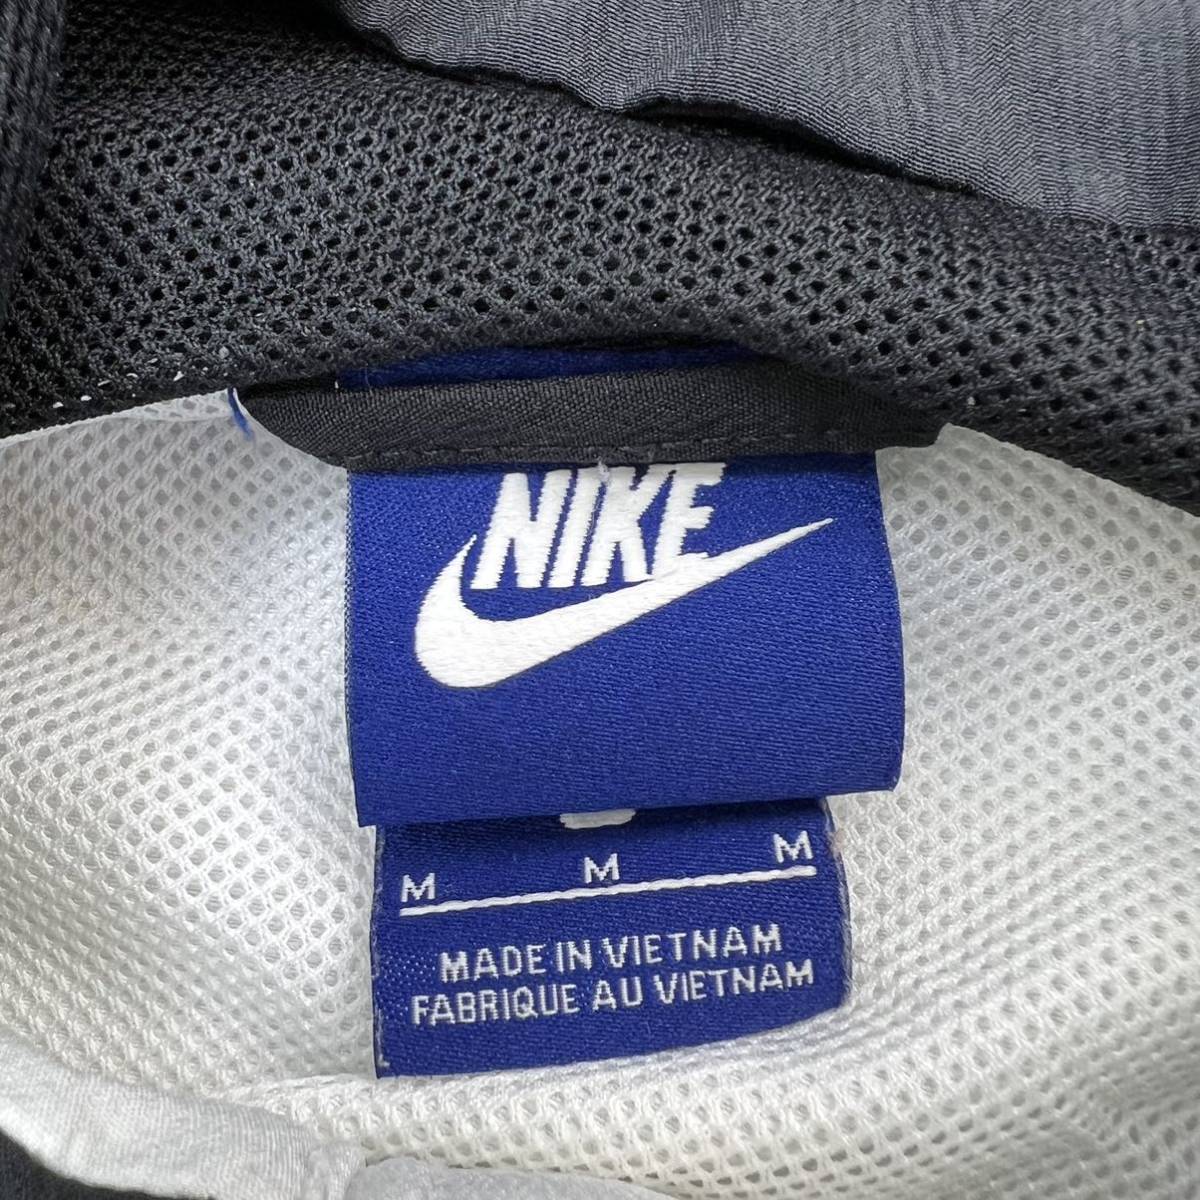 NIKE
M M M
MADE IN VIETNAM
FABRIQUE AU VIETNAM